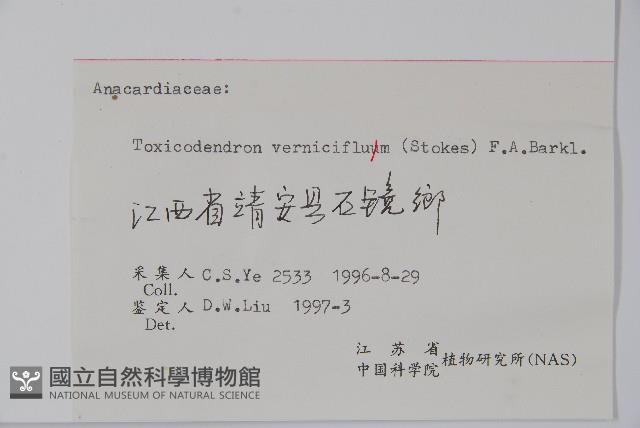 Anacardiaceae:
Toxicodendron vernicifluum (Stokes) F.A.Barkl.
江西省靖安县石镜鄉
采集人 C.S.Ye 2533 1996-8-29
Coll.
鉴定人 D.W.Liu 1997-3
Det.
江苏省
中国科学院 植物研究所(NAS)
國立自然科學博物館
NATIONAL MUSEUM OF NATURAL SCIENCE